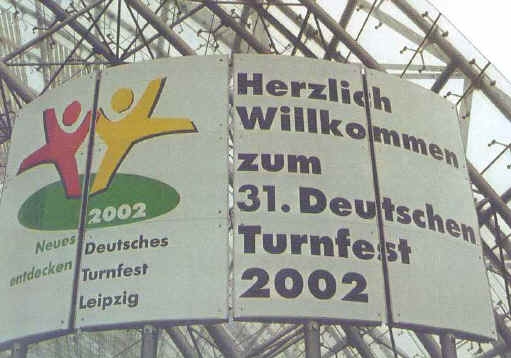 2002
Neues
entdecken
Deutsches
Turnfest
Leipzig
Herzlich
Willkommen
zum
31. Deutschen
Turnfest
2002